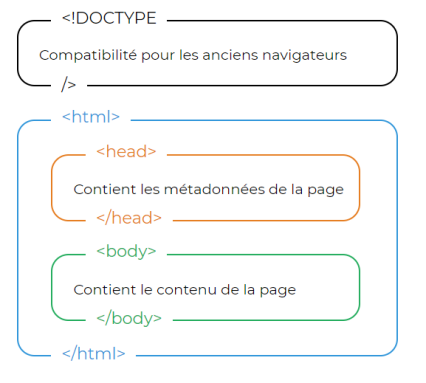 <!DOCTYPE
Compatibilité pour les anciens navigateurs
/>
<html>
<head>
Contient les métadonnées de la page
</head>
<body>
Contient le contenu de la page
</body>
</html>